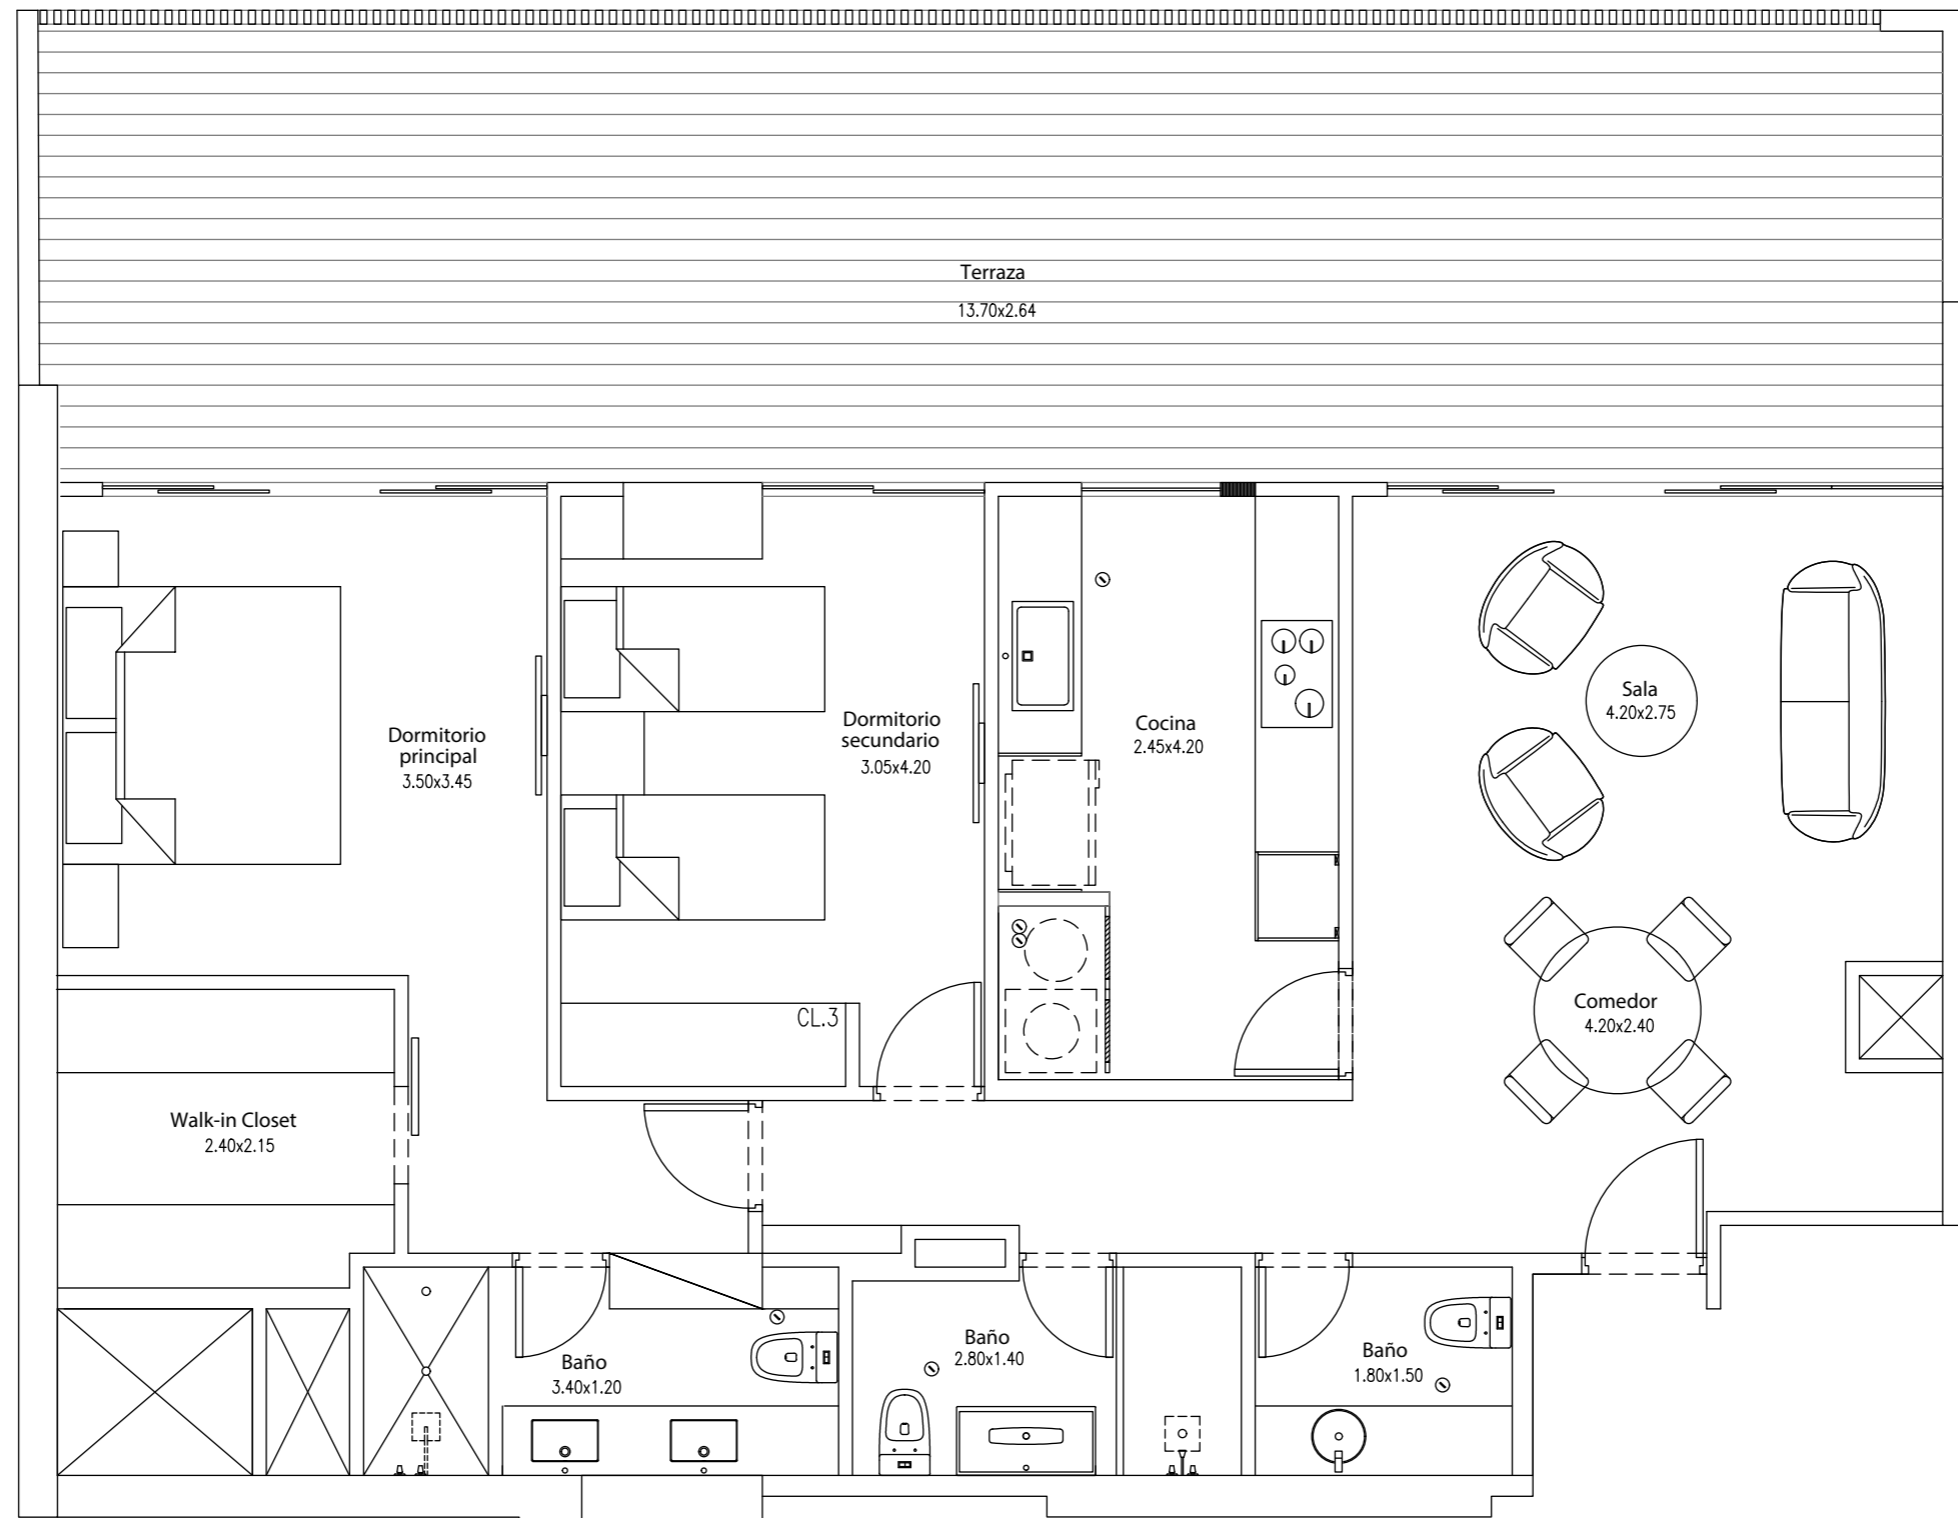 Terraza
13.70x2.64
Dormitorio
principal
3.50x3.45
Dormitorio
secundario
3.05x4.20
Cocina
2.45x4.20
Sala
4.20x2.75
Comedor
4.20x2.40
CL.3
Walk-in Closet
2.40x2.15
Baño
3.40x1.20
Baño
2.80x1.40
Baño
1.80x1.50